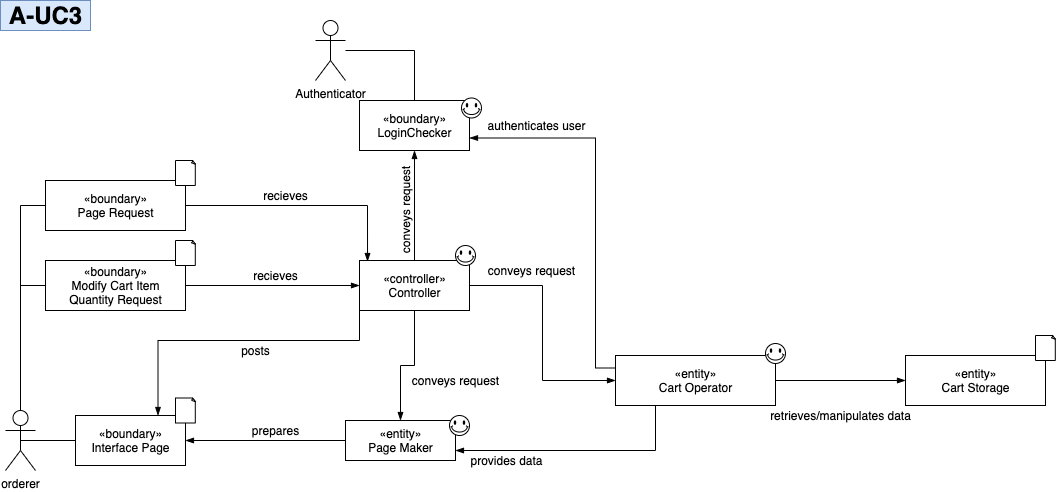 A-UC3
Authenticator
«boundary»
LoginChecker
authenticates user
«boundary»
Page Request
recieves
conveys request
«boundary»
Modify Cart Item
Quantity Request
recieves
«controller»
Controller
conveys request
posts
conveys request
«entity»
Cart Operator
«entity»
Cart Storage
retrieves/manipulates data
«boundary»
Interface Page
prepares
«entity»
Page Maker
provides data
orderer